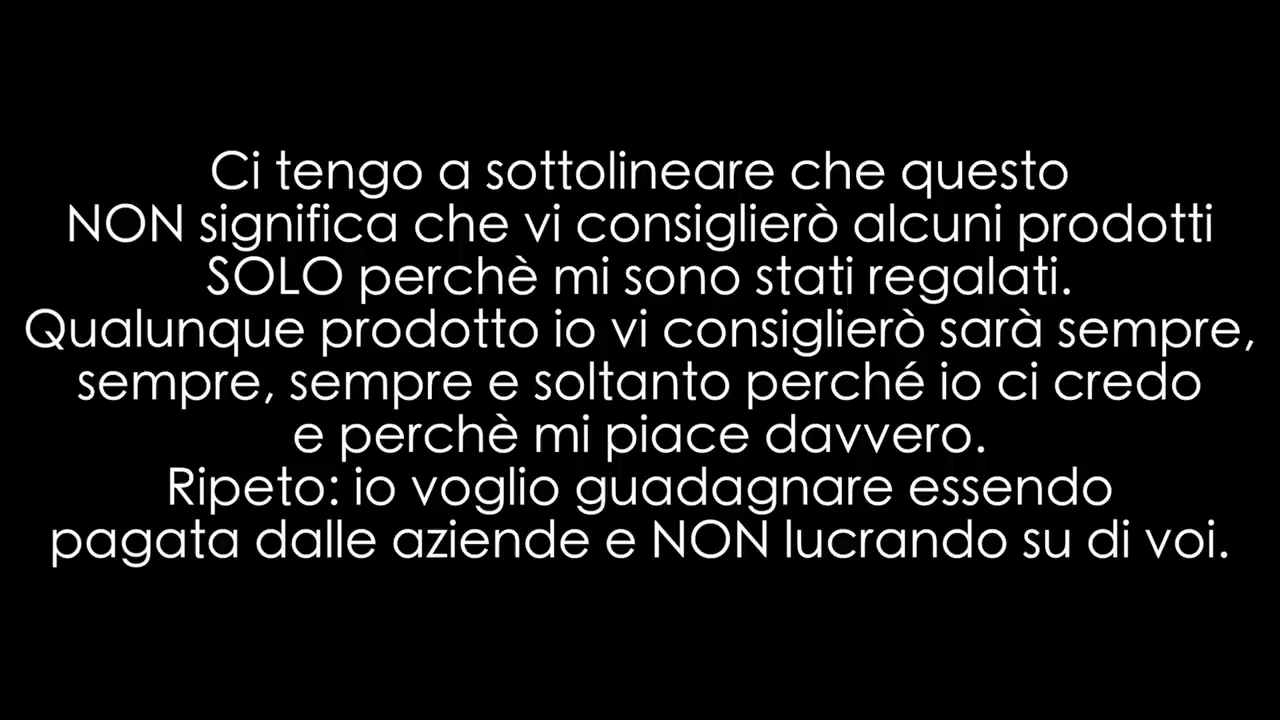 Ci tengo a sottolineare che questo
NON significa che vi consiglierò alcuni prodotti
SOLO perchè mi sono stati regalati.
Qualunque prodotto io vi consiglierò sarà sempre,
sempre, sempre e soltanto perché io ci credo
e perchè mi piace davvero.
Ripeto: io voglio guadagnare essendo
pagata dalle aziende e NON lucrando su di voi.